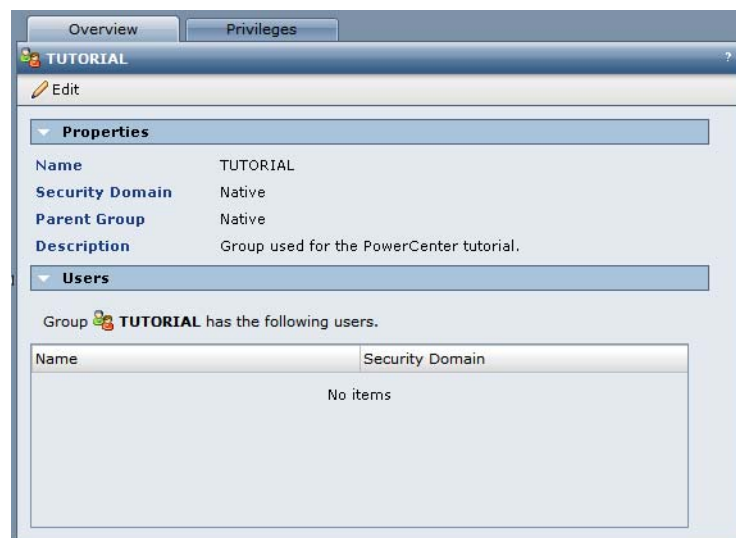 Overview Privileges
TUTORIAL ?
Edit
Properties
Name TUTORIAL
Security Domain Native
Parent Group Native
Description Group used for the PowerCenter tutorial.
Users
Group TUTORIAL has the following users.
Name Security Domain
No items